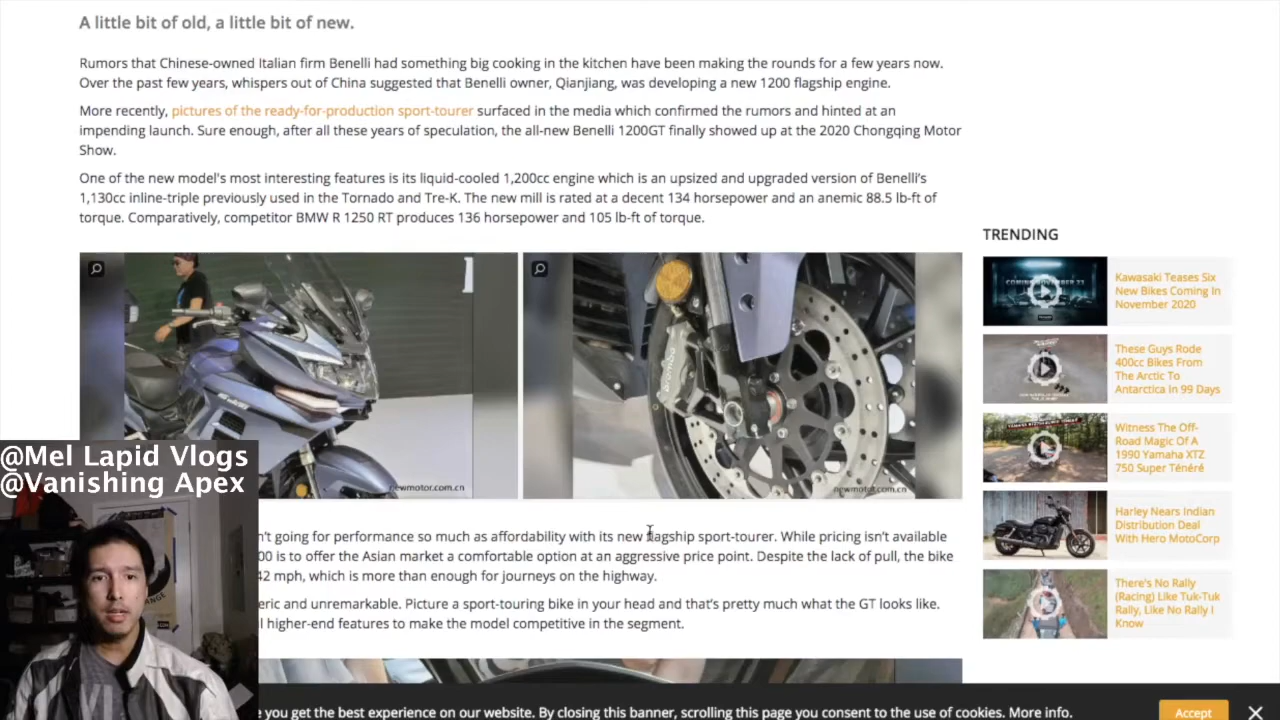 A little bit of old, a little bit of new.
Rumors that Chinese-owned Italian firm Benelli had something big cooking in the kitchen have been making the rounds for a few years now.
Over the past few years, whispers out of China suggested that Benelli owner, Qianjiang, was developing a new 1200 flagship engine.
More recently, pictures of the ready-for-production sport-tourer surfaced in the media which confirmed the rumors and hinted at an
impending launch. Sure enough, after all these years of speculation, the all-new Benelli 1200GT finally showed up at the 2020 Chongqing Motor
Show.
One of the new model's most interesting features is its liquid-cooled 1,200cc engine which is an upsized and upgraded version of Benelli's
1,130cc inline-triple previously used in the Tornado and Tre-K. The new mill is rated at a decent 134 horsepower and an anemic 88.5 lb-ft of
torque. Comparatively, competitor BMW R 1250 RT produces 136 horsepower and 105 lb-ft of torque.
newmotor.com.cn
brembo
newmotor.com.cn
@Mel Lapid Vlogs
@Vanishing Apex
n't going for performance so much as affordability with its new flagship sport-tourer. While pricing isn't available
00 is to offer the Asian market a comfortable option at an aggressive price point. Despite the lack of pull, the bike
42 mph, which is more than enough for journeys on the highway.
eric and unremarkable. Picture a sport-touring bike in your head and that's pretty much what the GT looks like.
l higher-end features to make the model competitive in the segment.
TRENDING
Kawasaki Teases Six
New Bikes Coming In
November 2020
These Guys Rode
400cc Bikes From
The Arctic To
Antarctica In 99 Days
Witness The Off-
Road Magic Of A
1990 Yamaha XTZ
750 Super Ténéré
Harley Nears Indian
Distribution Deal
With Hero MotoCorp
There's No Rally
(Racing) Like Tuk-Tuk
Rally, Like No Rally I
Know
e you get the best experience on our website. By closing this banner, scrolling this page you consent to the use of cookies. More info.
Accept